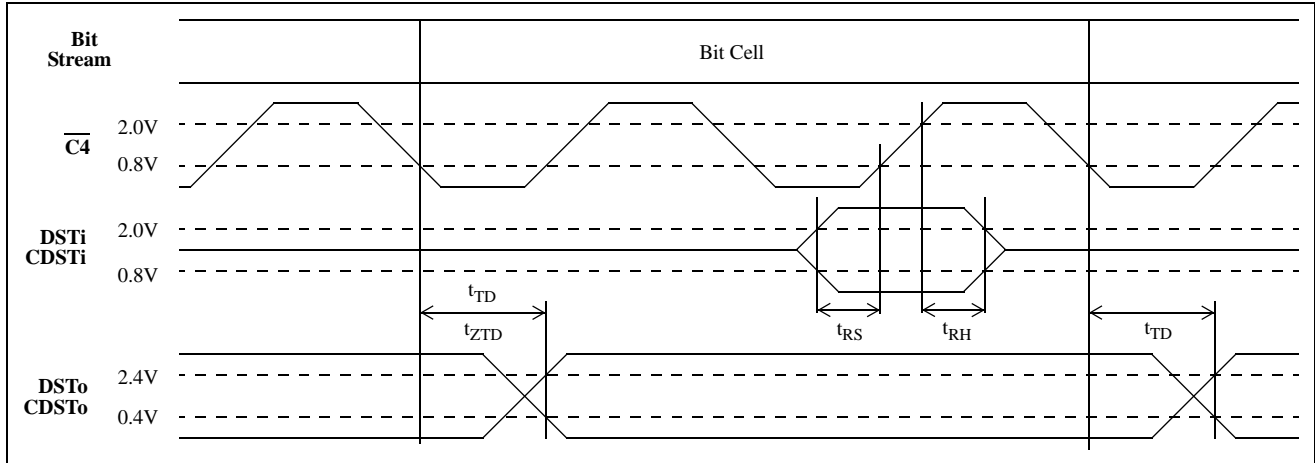 Bit
Stream
Bit Cell
2.0V
C4
0.8V
2.0V
DSTi
CDSTi
0.8V
tTD
tZTD
tRS
tRH
tTD
2.4V
DSTo
CDSTo
0.4V